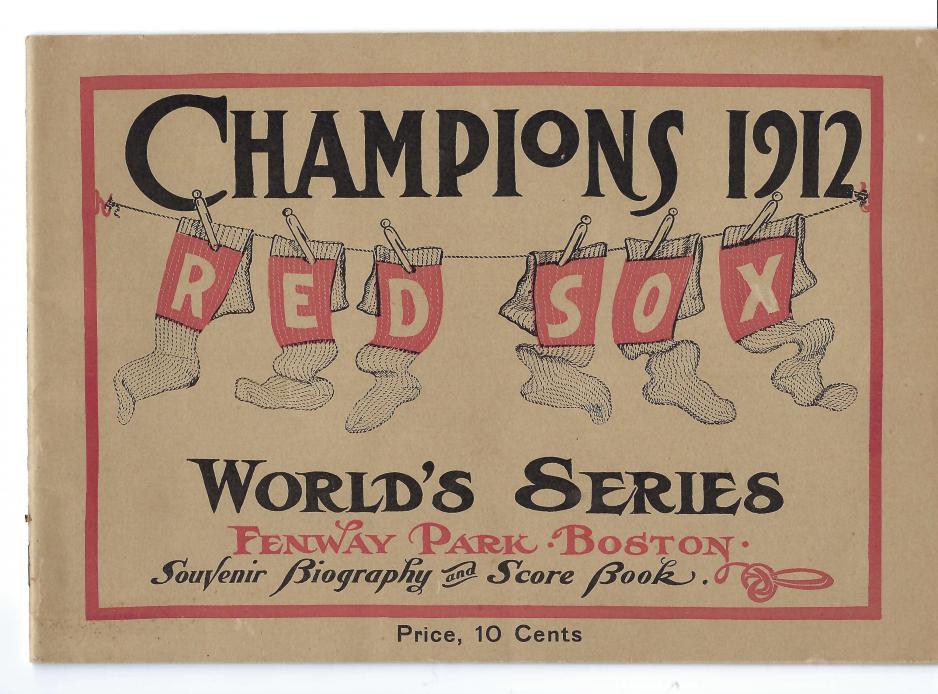 CHAMPIONS 1912
RED SOX
WORLD'S SERIES
FENWAY PARK · BOSTON ·
Souvenir Biography and Score Book.
Price, 10 Cents